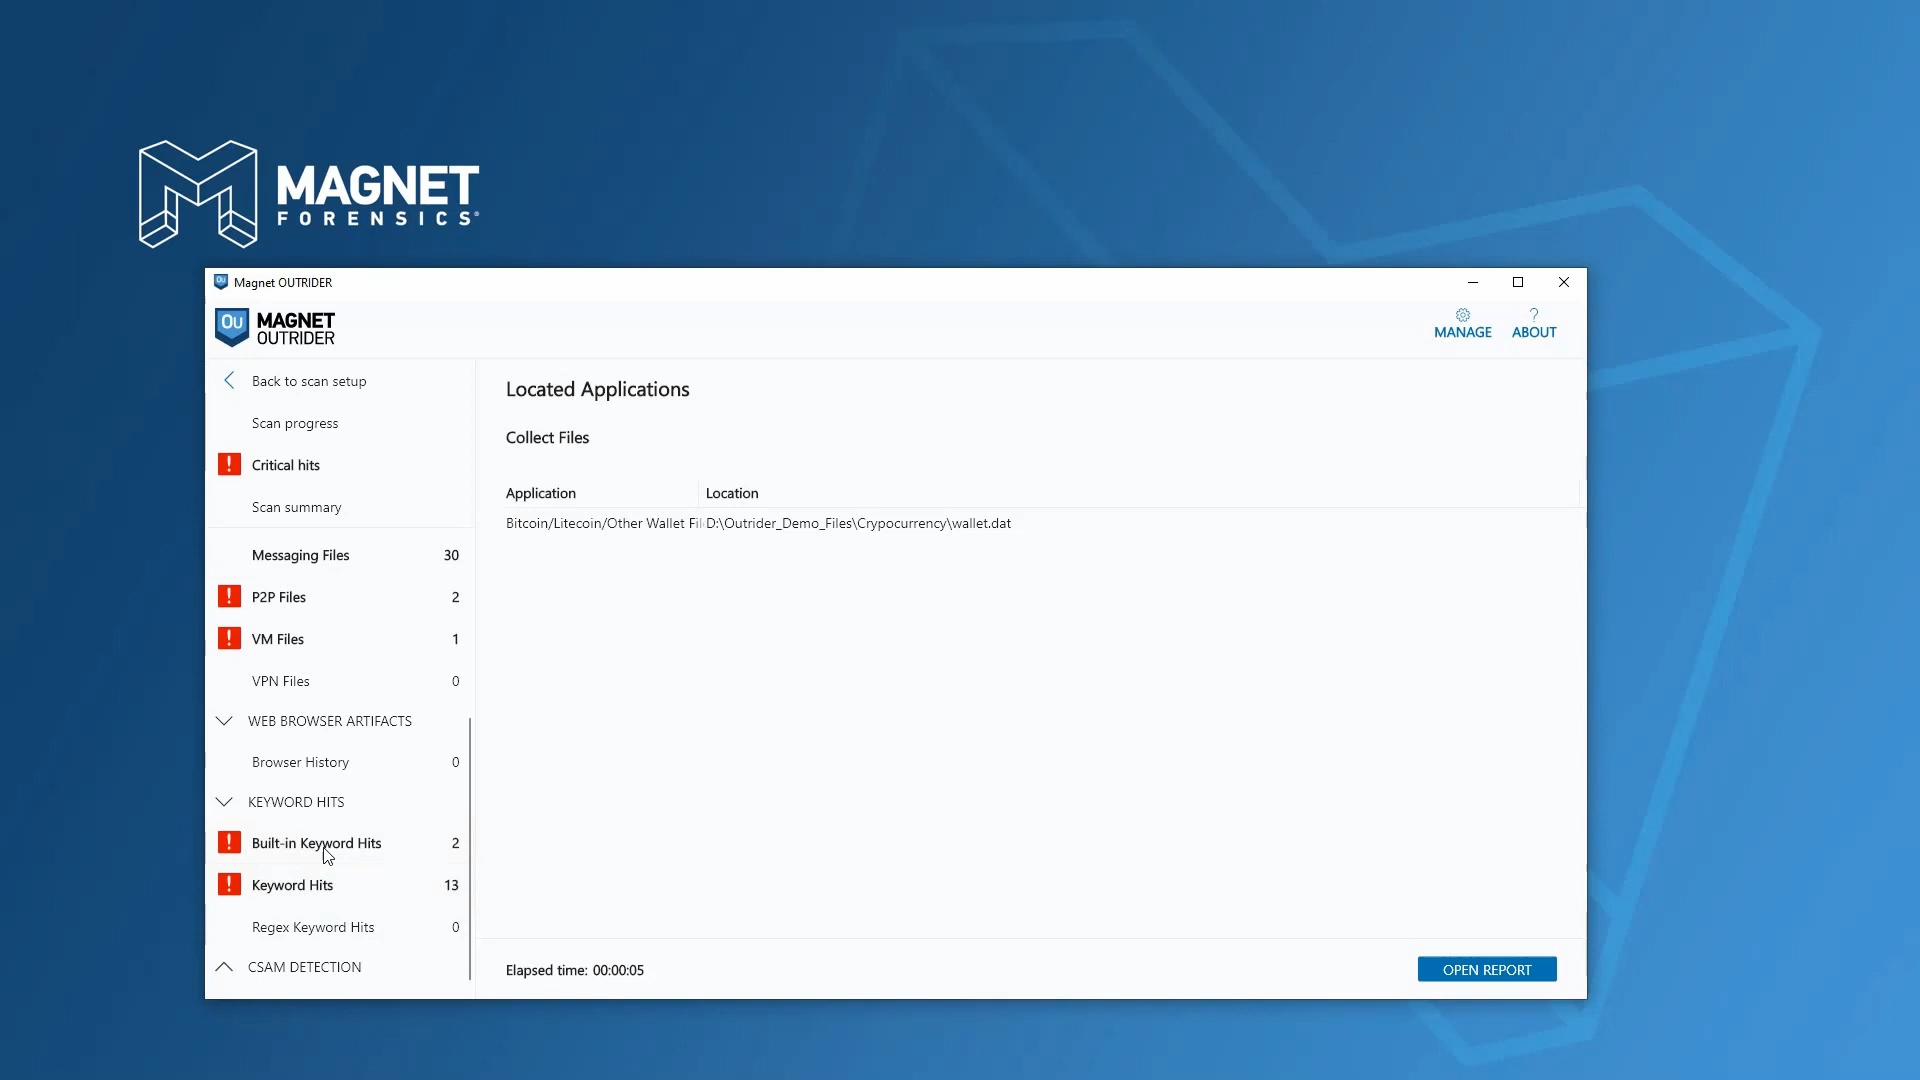 MAGNET
FORENSICS®
Magnet OUTRIDER
OU
MAGNET
OUTRIDER
MANAGE
? ABOUT
Back to scan setup
Scan progress
! Critical hits
Scan summary
Messaging Files 30
! P2P Files 2
! VM Files 1
VPN Files 0
WEB BROWSER ARTIFACTS
Browser History 0
KEYWORD HITS
! Built-in Keyword Hits 2
! Keyword Hits 13
Regex Keyword Hits 0
CSAM DETECTION
Located Applications
Collect Files
Application Location
Bitcoin/Litecoin/Other Wallet Fil D:\Outrider_Demo_Files\Crypocurrency\wallet.dat
Elapsed time: 00:00:05
OPEN REPORT